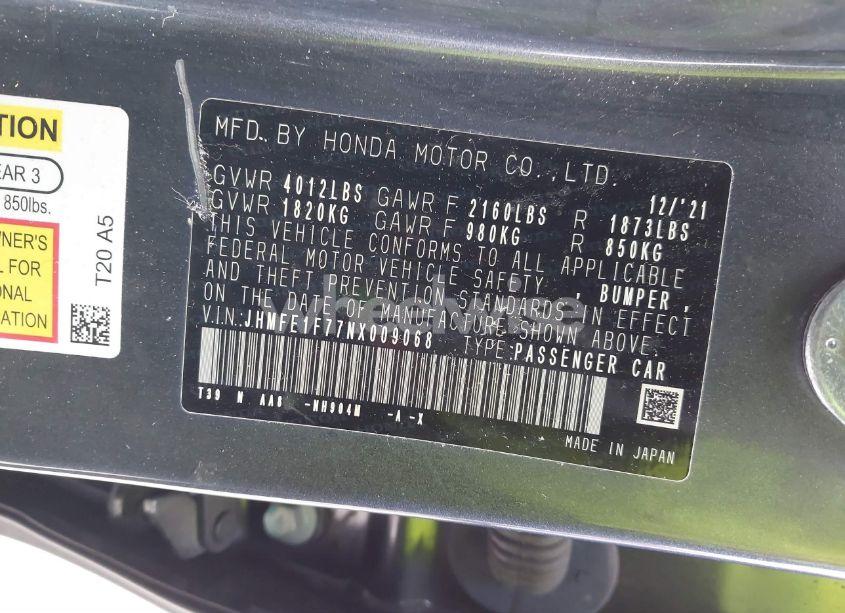 TION
EAR 3
850lbs.
NER'S
L FOR
ONAL
ATION
T20 A5
MFD. BY HONDA MOTOR CO.,LTD.
12/'21
GVWR 4012LBS GAWR F 2160LBS R 1873LBS
GVWR 1820KG GAWR F 980KG R 850KG
THIS VEHICLE CONFORMS TO ALL APPLICABLE
FEDERAL MOTOR VEHICLE SAFETY , BUMPER ,
AND THEFT PREVENTION STANDARDS IN EFFECT
ON THE DATE OF MANUFACTURE SHOWN ABOVE.
V.I.N. JHMFE1F77NX009068 TYPE PASSENGER CAR
T39 N AA8 -NH904M -A -X
MADE IN JAPAN